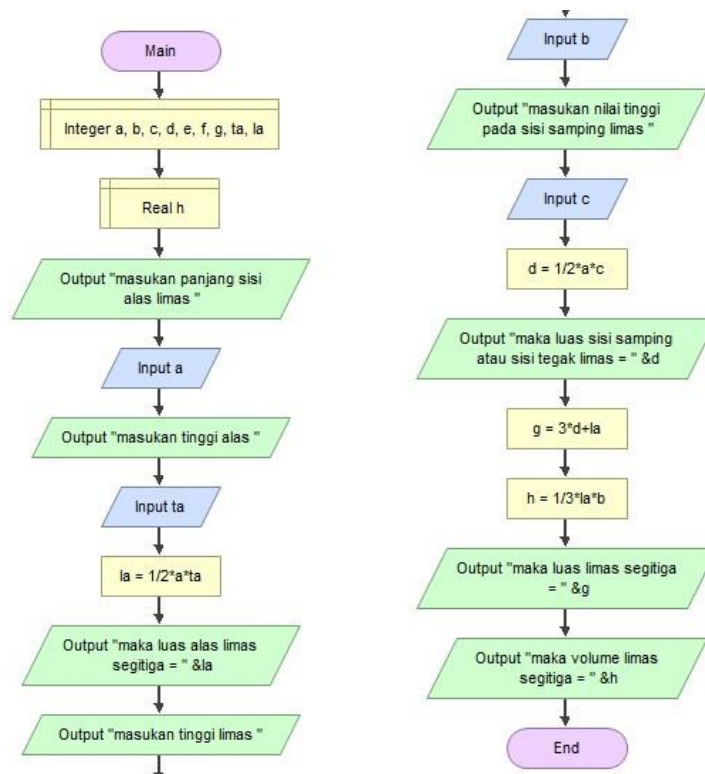 Main
Integer a, b, c, d, e, f, g, ta, la
Real h
Output "masukan panjang sisi
alas limas "
Input a
Output "masukan tinggi alas "
Input ta
la = 1/2*a*ta
Output "maka luas alas limas
segitiga = " &la
Output "masukan tinggi limas "
Input b
Output "masukan nilai tinggi
pada sisi samping limas "
Input c
d = 1/2*a*c
Output "maka luas sisi samping
atau sisi tegak limas = " &d
g = 3*d+la
h = 1/3*la*b
Output "maka luas limas segitiga
= " &g
Output "maka volume limas
segitiga = " &h
End